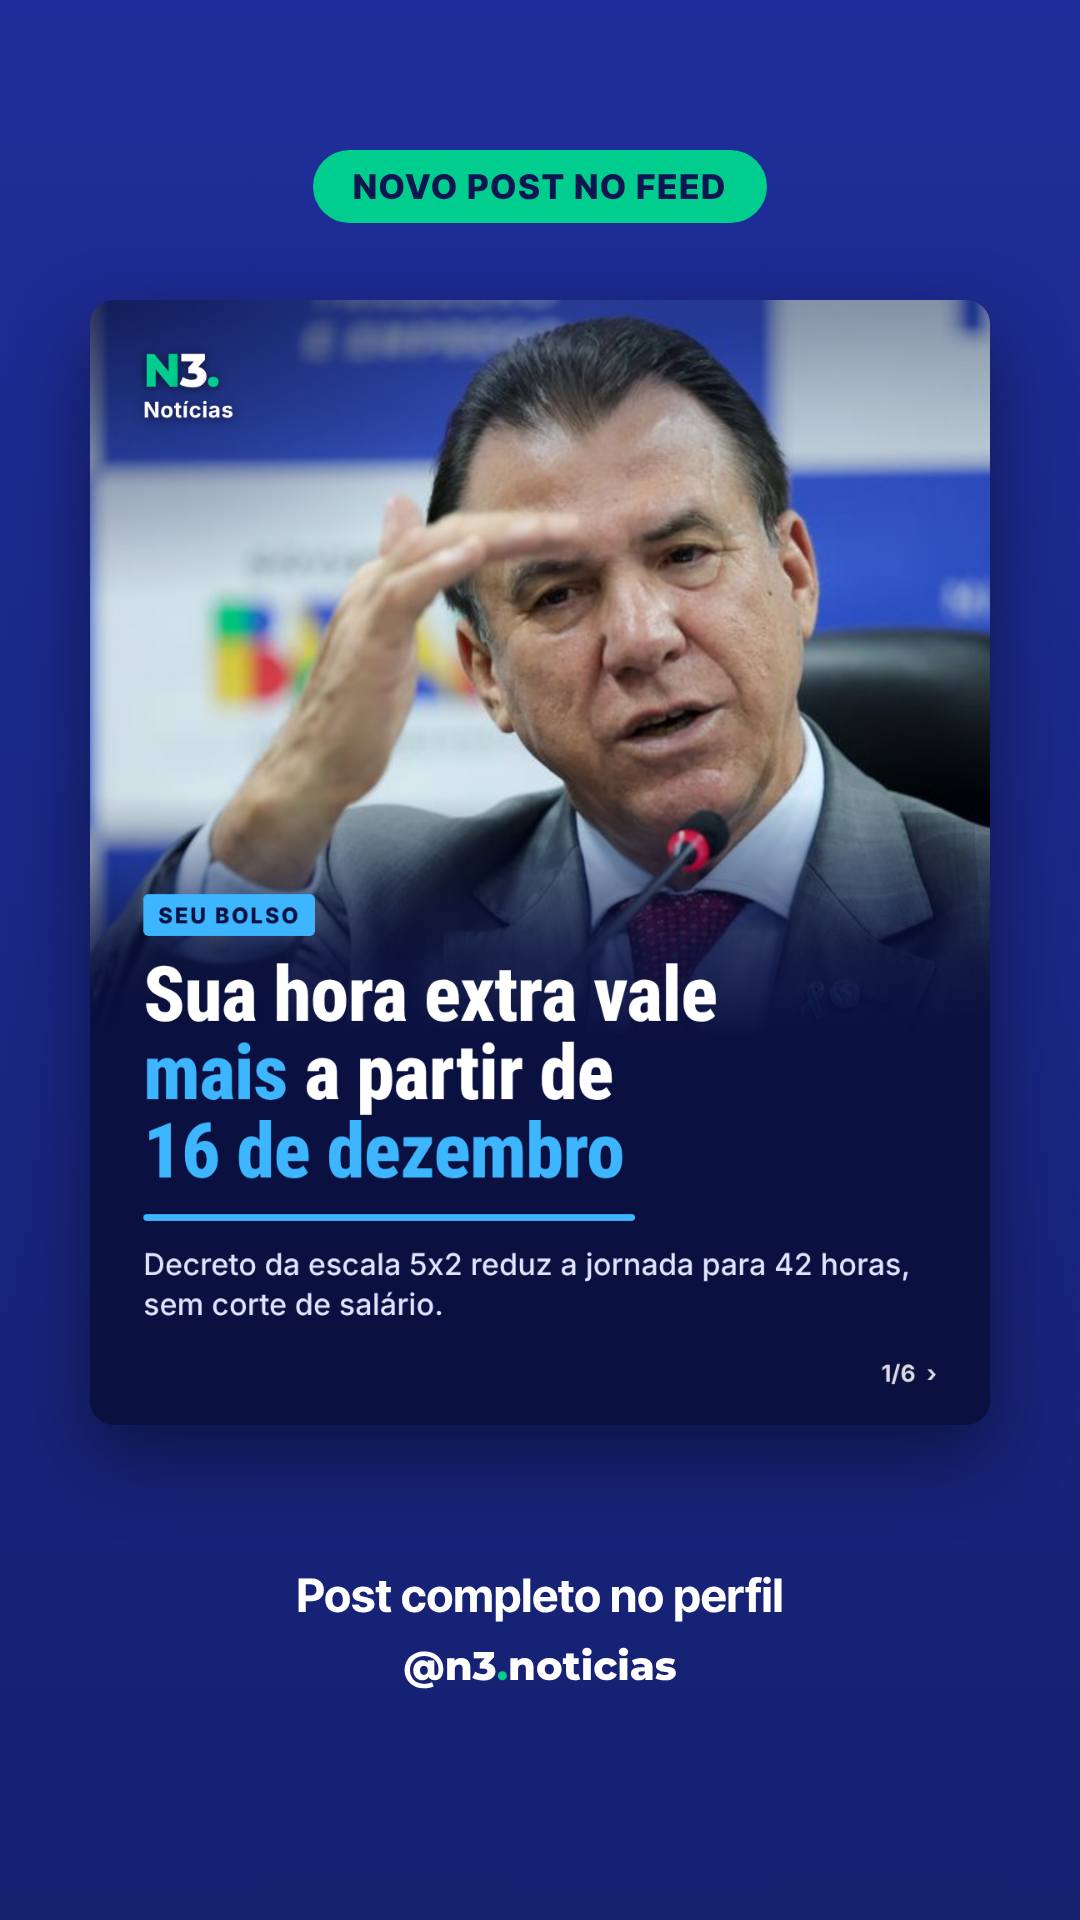 NOVO POST NO FEED
N3.
Notícias
SEU BOLSO
Sua hora extra vale
mais a partir de
16 de dezembro
Decreto da escala 5x2 reduz a jornada para 42 horas,
sem corte de salário.
1/6 ›
Post completo no perfil
@n3.noticias